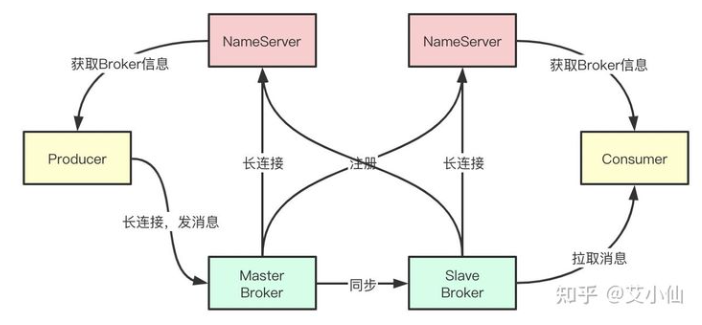 NameServer
NameServer
获取Broker信息
获取Broker信息
Producer
长连接
注册
长连接
Consumer
长连接，发消息
Master
Broker
同步
Slave
Broker
拉取消息
知乎 @艾小仙